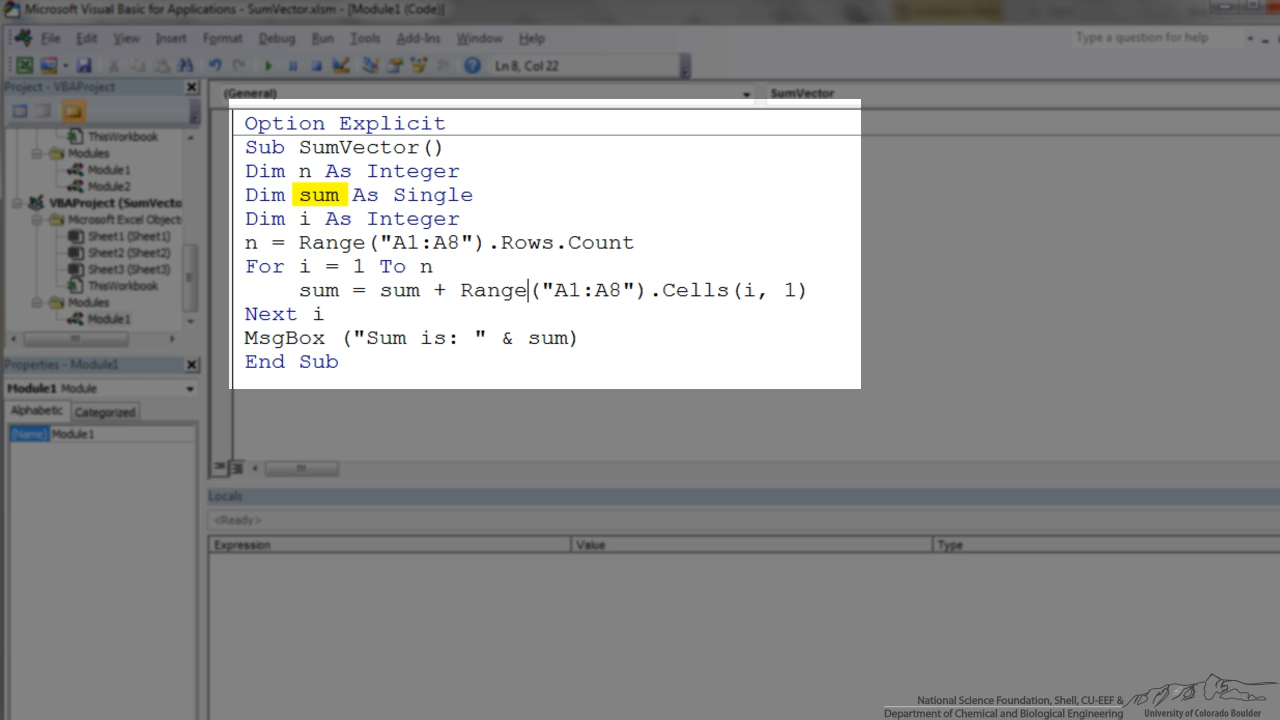 Microsoft Visual Basic for Applications - SumVector.xlsm - [Module1 (Code)]
File Edit View Insert Format Debug Run Tools Add-Ins Window Help
Type a question for help
Ln 8, Col 22
Project - VBAProject
(General)
SumVector
ThisWorkbook
Modules
Module1
Module2
VBAProject (SumVecto
Microsoft Excel Objects
Sheet1 (Sheet1)
Sheet2 (Sheet2)
Sheet3 (Sheet3)
ThisWorkbook
Modules
Module1
Option Explicit
Sub SumVector()
Dim n As Integer
Dim sum As Single
Dim i As Integer
n = Range("A1:A8").Rows.Count
For i = 1 To n
sum = sum + Range("A1:A8").Cells(i, 1)
Next i
MsgBox ("Sum is: " & sum)
End Sub
Properties - Module1
Module1 Module
Alphabetic Categorized
(Name) Module1
Locals
<Ready>
Expression Value Type
National Science Foundation, Shell, CU-EEF &
Department of Chemical and Biological Engineering
University of Colorado Boulder